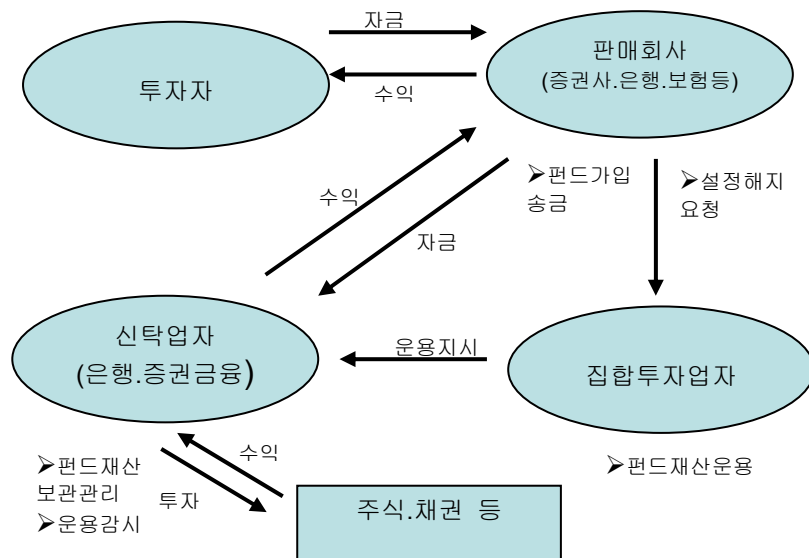 자금
판매회사
(증권사.은행.보험등)
투자자
수익
➢펀드가입
송금
➢설정해지
요청
수익
자금
신탁업자
(은행.증권금융)
운용지시
집합투자업자
➢펀드재산
보관관리
➢운용감시
수익
투자
➢펀드재산운용
주식.채권 등